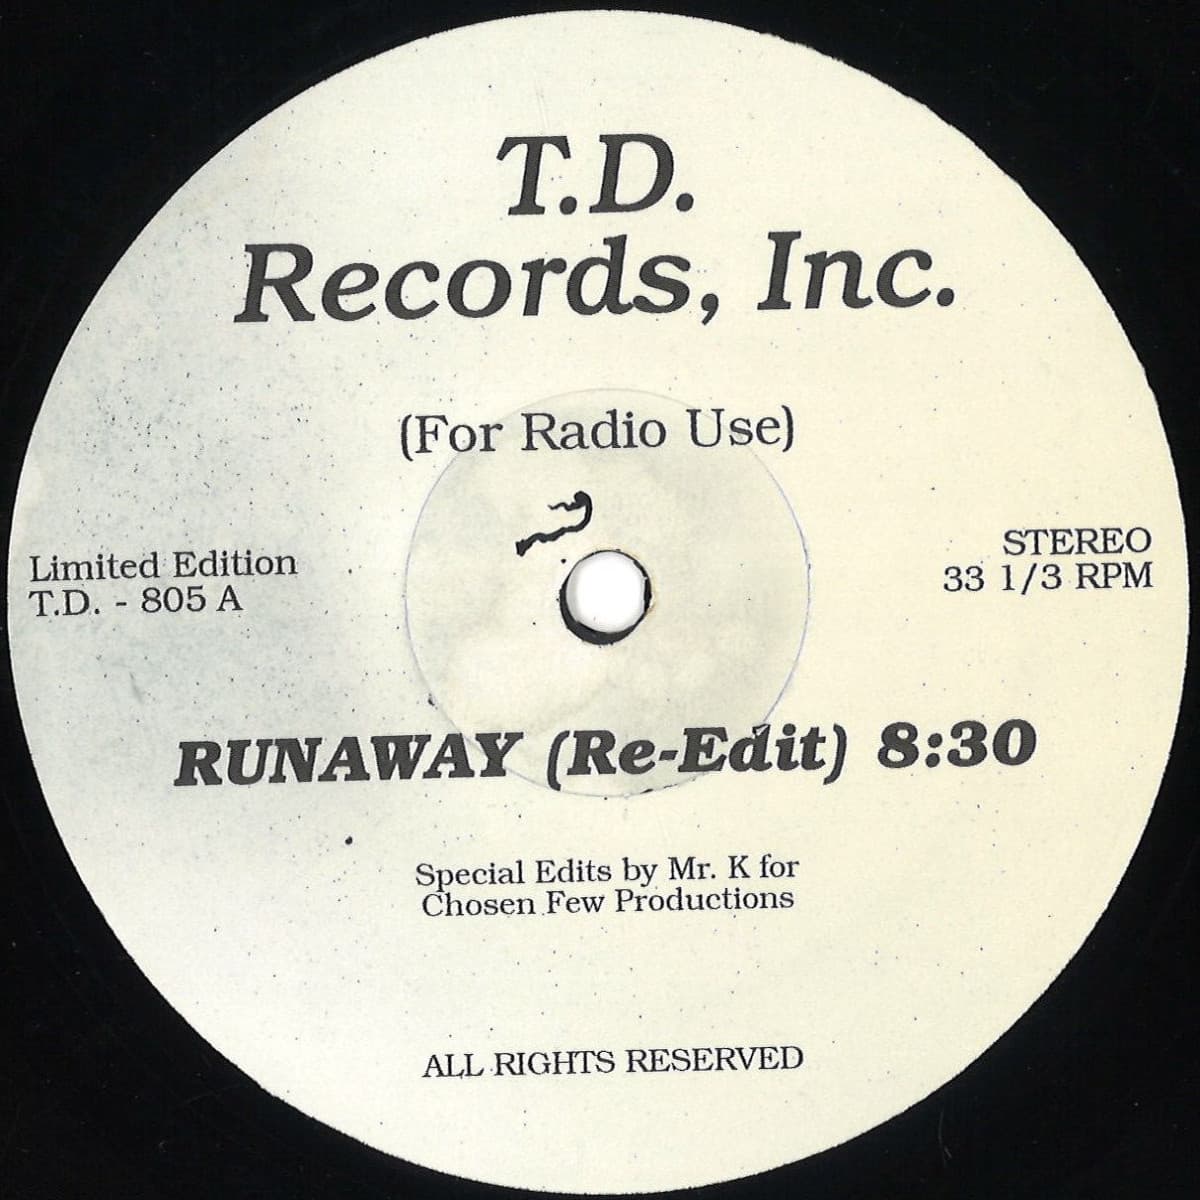 T.D.
Records, Inc.
(For Radio Use)
Limited Edition
T.D. - 805 A
STEREO
33 1/3 RPM
RUNAWAY (Re-Edit) 8:30
Special Edits by Mr. K for
Chosen Few Productions
ALL RIGHTS RESERVED